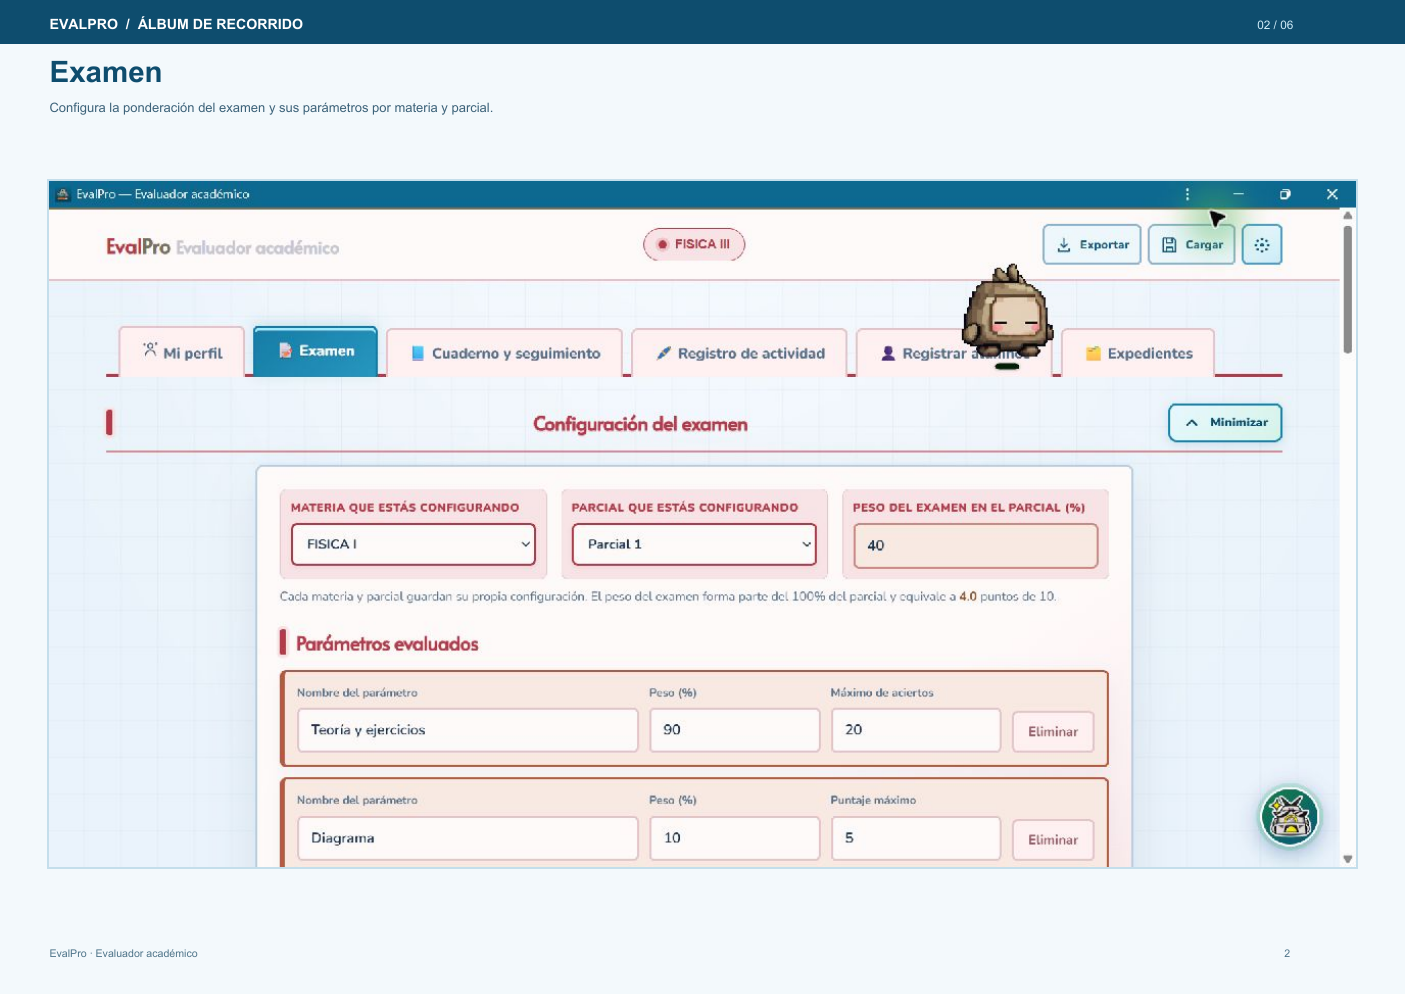 EVALPRO / ÁLBUM DE RECORRIDO
02 / 06
Examen
Configura la ponderación del examen y sus parámetros por materia y parcial.
EvalPro — Evaluador académico
EvalPro Evaluador académico
FISICA III
Exportar
Cargar
Mi perfil
Examen
Cuaderno y seguimiento
Registro de actividad
Registrar
Expedientes
Configuración del examen
Minimizar
MATERIA QUE ESTÁS CONFIGURANDO
PARCIAL QUE ESTÁS CONFIGURANDO
PESO DEL EXAMEN EN EL PARCIAL (%)
FISICA I
Parcial 1
40
Cada materia y parcial guardan su propia configuración. El peso del examen forma parte del 100% del parcial y equivale a 4.0 puntos de 10.
Parámetros evaluados
Nombre del parámetro
Peso (%)
Máximo de aciertos
Teoría y ejercicios
90
20
Eliminar
Nombre del parámetro
Peso (%)
Puntaje máximo
Diagrama
10
5
Eliminar
EvalPro · Evaluador académico
2